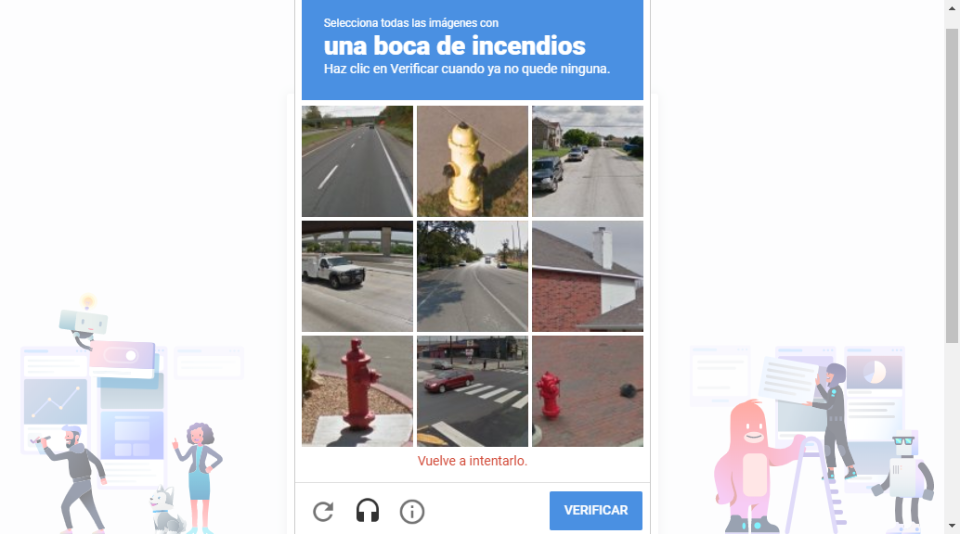 Selecciona todas las imágenes con
una boca de incendios
Haz clic en Verificar cuando ya no quede ninguna.
Vuelve a intentarlo.
VERIFICAR